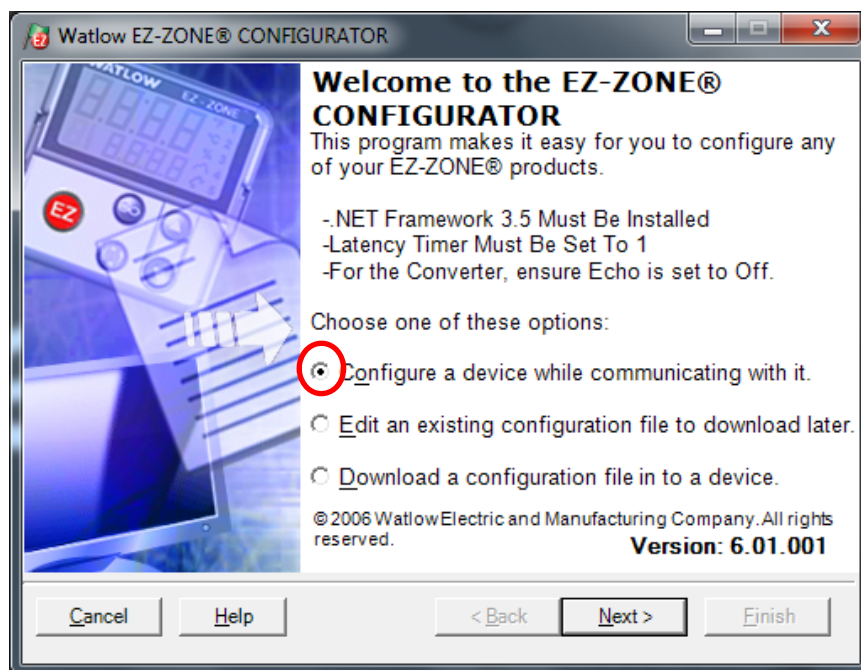 Watlow EZ-ZONE® CONFIGURATOR
WATLOW
EZ-ZONE
EZ
Welcome to the EZ-ZONE®
CONFIGURATOR
This program makes it easy for you to configure any
of your EZ-ZONE® products.
-.NET Framework 3.5 Must Be Installed
-Latency Timer Must Be Set To 1
-For the Converter, ensure Echo is set to Off.
Choose one of these options:
Configure a device while communicating with it.
Edit an existing configuration file to download later.
Download a configuration file in to a device.
©2006 Watlow Electric and Manufacturing Company. All rights
reserved.
Version: 6.01.001
Cancel Help < Back Next > Finish